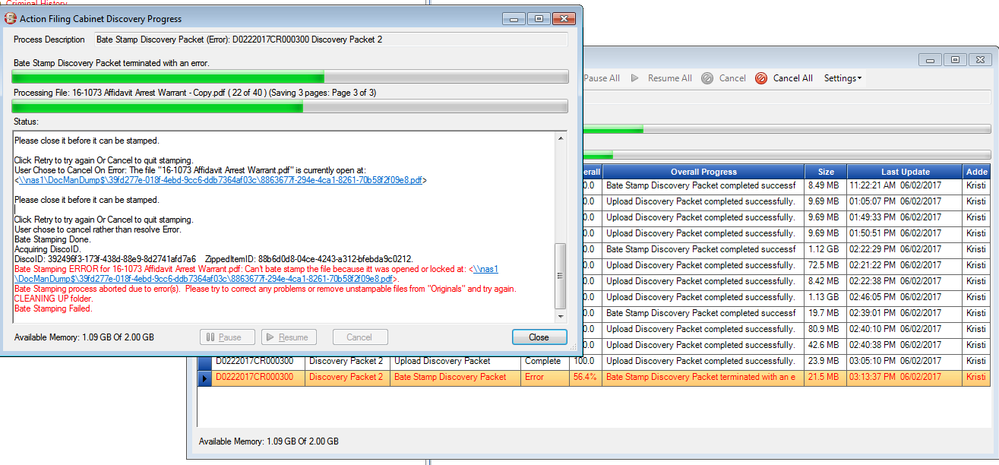 Criminal History
Action Filing Cabinet Discovery Progress
Process Description Bate Stamp Discovery Packet (Error): D0222017CR000300 Discovery Packet 2
Bate Stamp Discovery Packet terminated with an error.
Processing File: 16-1073 Affidavit Arrest Warrant - Copy.pdf ( 22 of 40 ) (Saving 3 pages: Page 3 of 3)
Status:
Please close it before it can be stamped.
Click Retry to try again Or Cancel to quit stamping.
User Chose to Cancel On Error: The file "16-1073 Affidavit Arrest Warrant.pdf" is currently open at:
<\\nas1\DocManDump$\39fd277e-018f-4ebd-9cc6-ddb7364af03c\8863677f-294e-4ca1-8261-70b58f2f09e8.pdf>
Please close it before it can be stamped.
Click Retry to try again Or Cancel to quit stamping.
User chose to cancel rather than resolve Error.
Bate Stamping Done.
Acquiring DiscoID.
DiscoID: 392496f3-173f-438d-88e9-8d2741afd7a6 ZippedItemID: 88b6d0d8-04ce-4243-a312-bfebda9c0212.
Bate Stamping ERROR for 16-1073 Affidavit Arrest Warrant.pdf: Can't bate stamp the file because itt was opened or locked at: <\\nas1
\DocManDump$\39fd277e-018f-4ebd-9cc6-ddb7364af03c\8863677f-294e-4ca1-8261-70b58f2f09e8.pdf>.
Bate Stamping process aborted due to error(s). Please try to correct any problems or remove unstampable files from "Originals" and try again.
CLEANING UP folder.
Bate Stamping Failed.
Available Memory: 1.09 GB Of 2.00 GB
Pause Resume Cancel Close
Pause All Resume All Cancel Cancel All Settings
erall Overall Progress Size Last Update Adde
0.0 Bate Stamp Discovery Packet completed successf 8.49 MB 11:22:21 AM 06/02/2017 Kristi
0.0 Upload Discovery Packet completed successfully. 9.69 MB 01:05:07 PM 06/02/2017 Kristi
0.0 Upload Discovery Packet completed successfully. 9.69 MB 01:49:33 PM 06/02/2017 Kristi
0.0 Upload Discovery Packet completed successfully. 9.69 MB 01:50:51 PM 06/02/2017 Kristi
0.0 Bate Stamp Discovery Packet completed successf 1.12 GB 02:22:29 PM 06/02/2017 Kristi
0.0 Upload Discovery Packet completed successfully. 72.5 MB 02:21:22 PM 06/02/2017 Kristi
0.0 Upload Discovery Packet completed successfully. 8.42 MB 02:22:38 PM 06/02/2017 Kristi
0.0 Upload Discovery Packet completed successfully. 1.13 GB 02:46:05 PM 06/02/2017 Kristi
0.0 Bate Stamp Discovery Packet completed successf 19.7 MB 02:39:01 PM 06/02/2017 Kristi
0.0 Upload Discovery Packet completed successfully. 80.9 MB 02:40:10 PM 06/02/2017 Kristi
0.0 Upload Discovery Packet completed successfully. 42.6 MB 02:40:38 PM 06/02/2017 Kristi
D0222017CR000300 Discovery Packet 2 Upload Discovery Packet Complete 100.0 Upload Discovery Packet completed successfully. 23.9 MB 03:05:10 PM 06/02/2017 Kristi
D0222017CR000300 Discovery Packet 2 Bate Stamp Discovery Packet Error 56.4% Bate Stamp Discovery Packet terminated with an e 21.5 MB 03:13:37 PM 06/02/2017 Kristi
Available Memory: 1.09 GB Of 2.00 GB